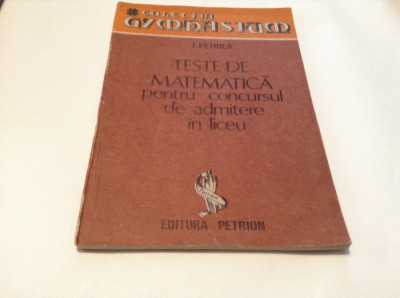 COLECȚIA
GYMNASIUM
I. PETRICĂ
TESTE DE
MATEMATICĂ
pentru concursul
de admitere
în liceu
EDITURA PETRION